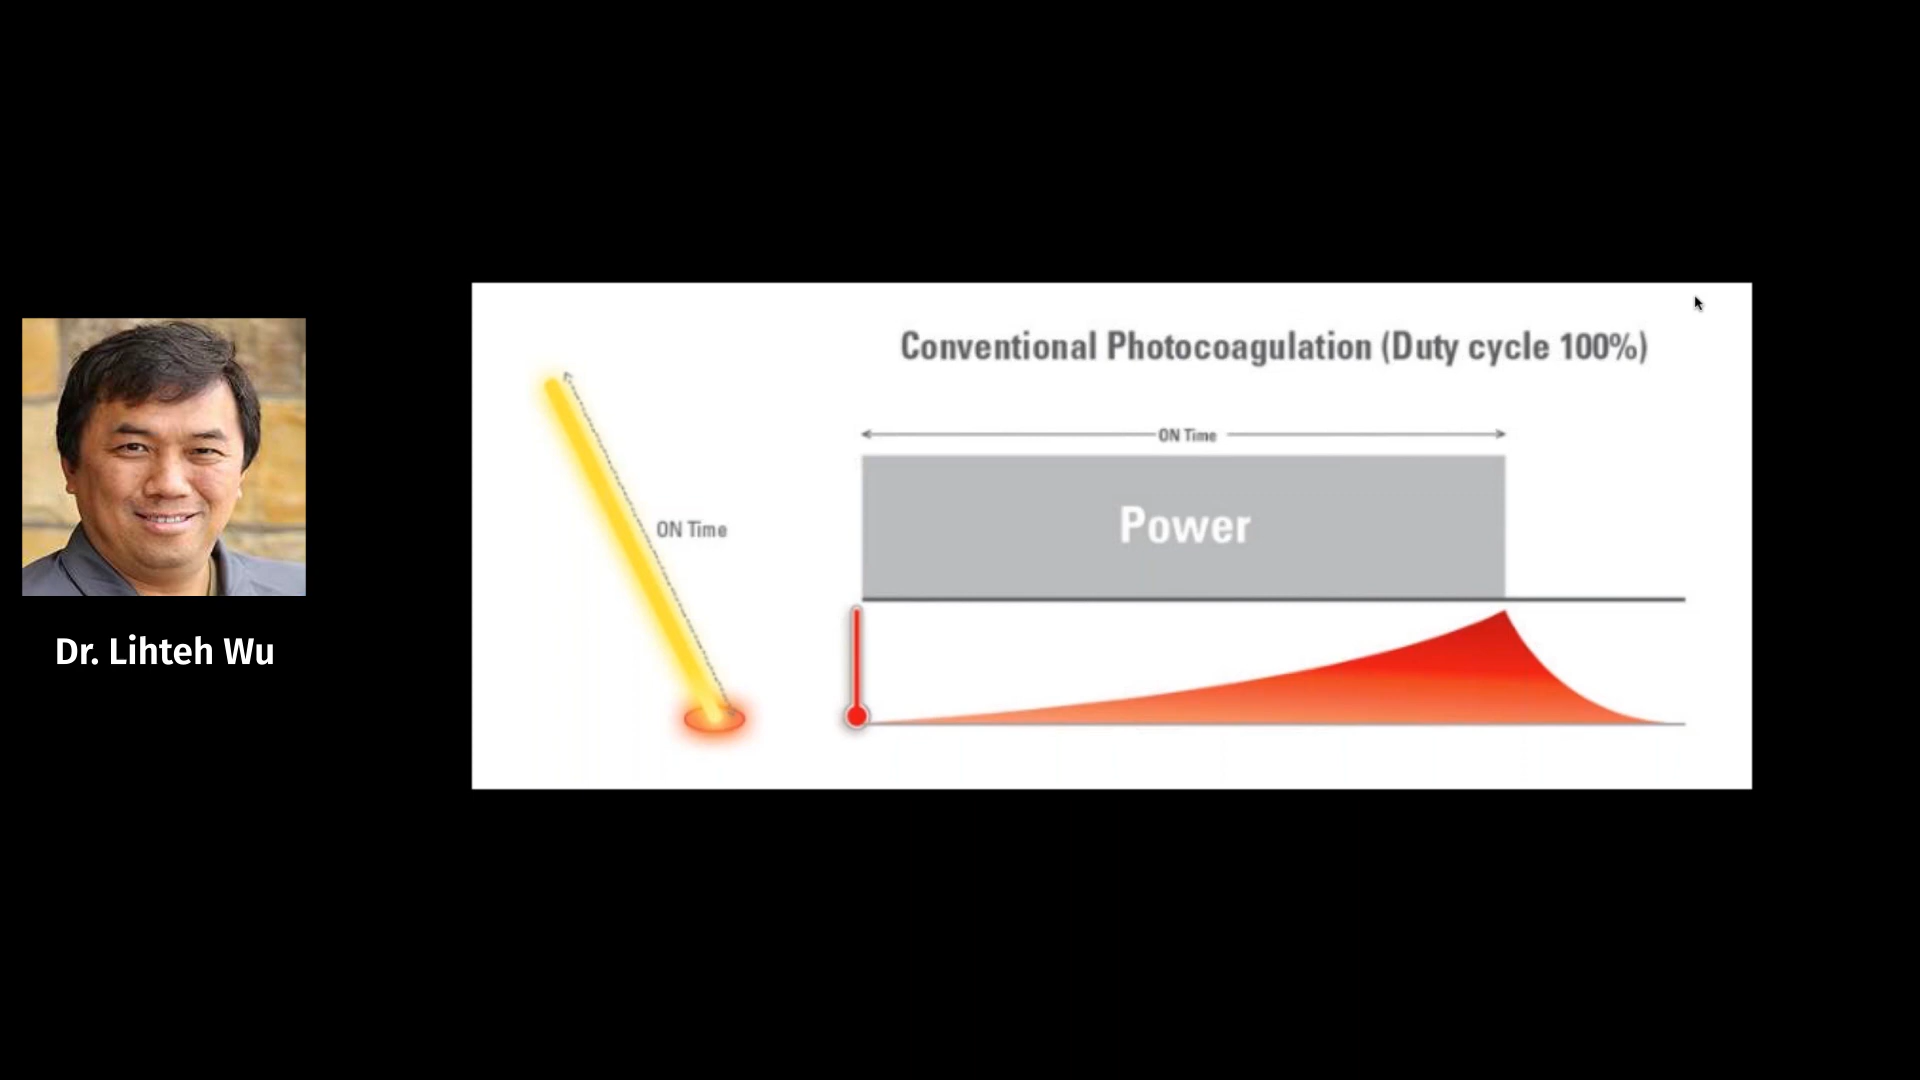 Conventional Photocoagulation (Duty cycle 100%)
ON Time
Power
ON Time
Dr. Lihteh Wu